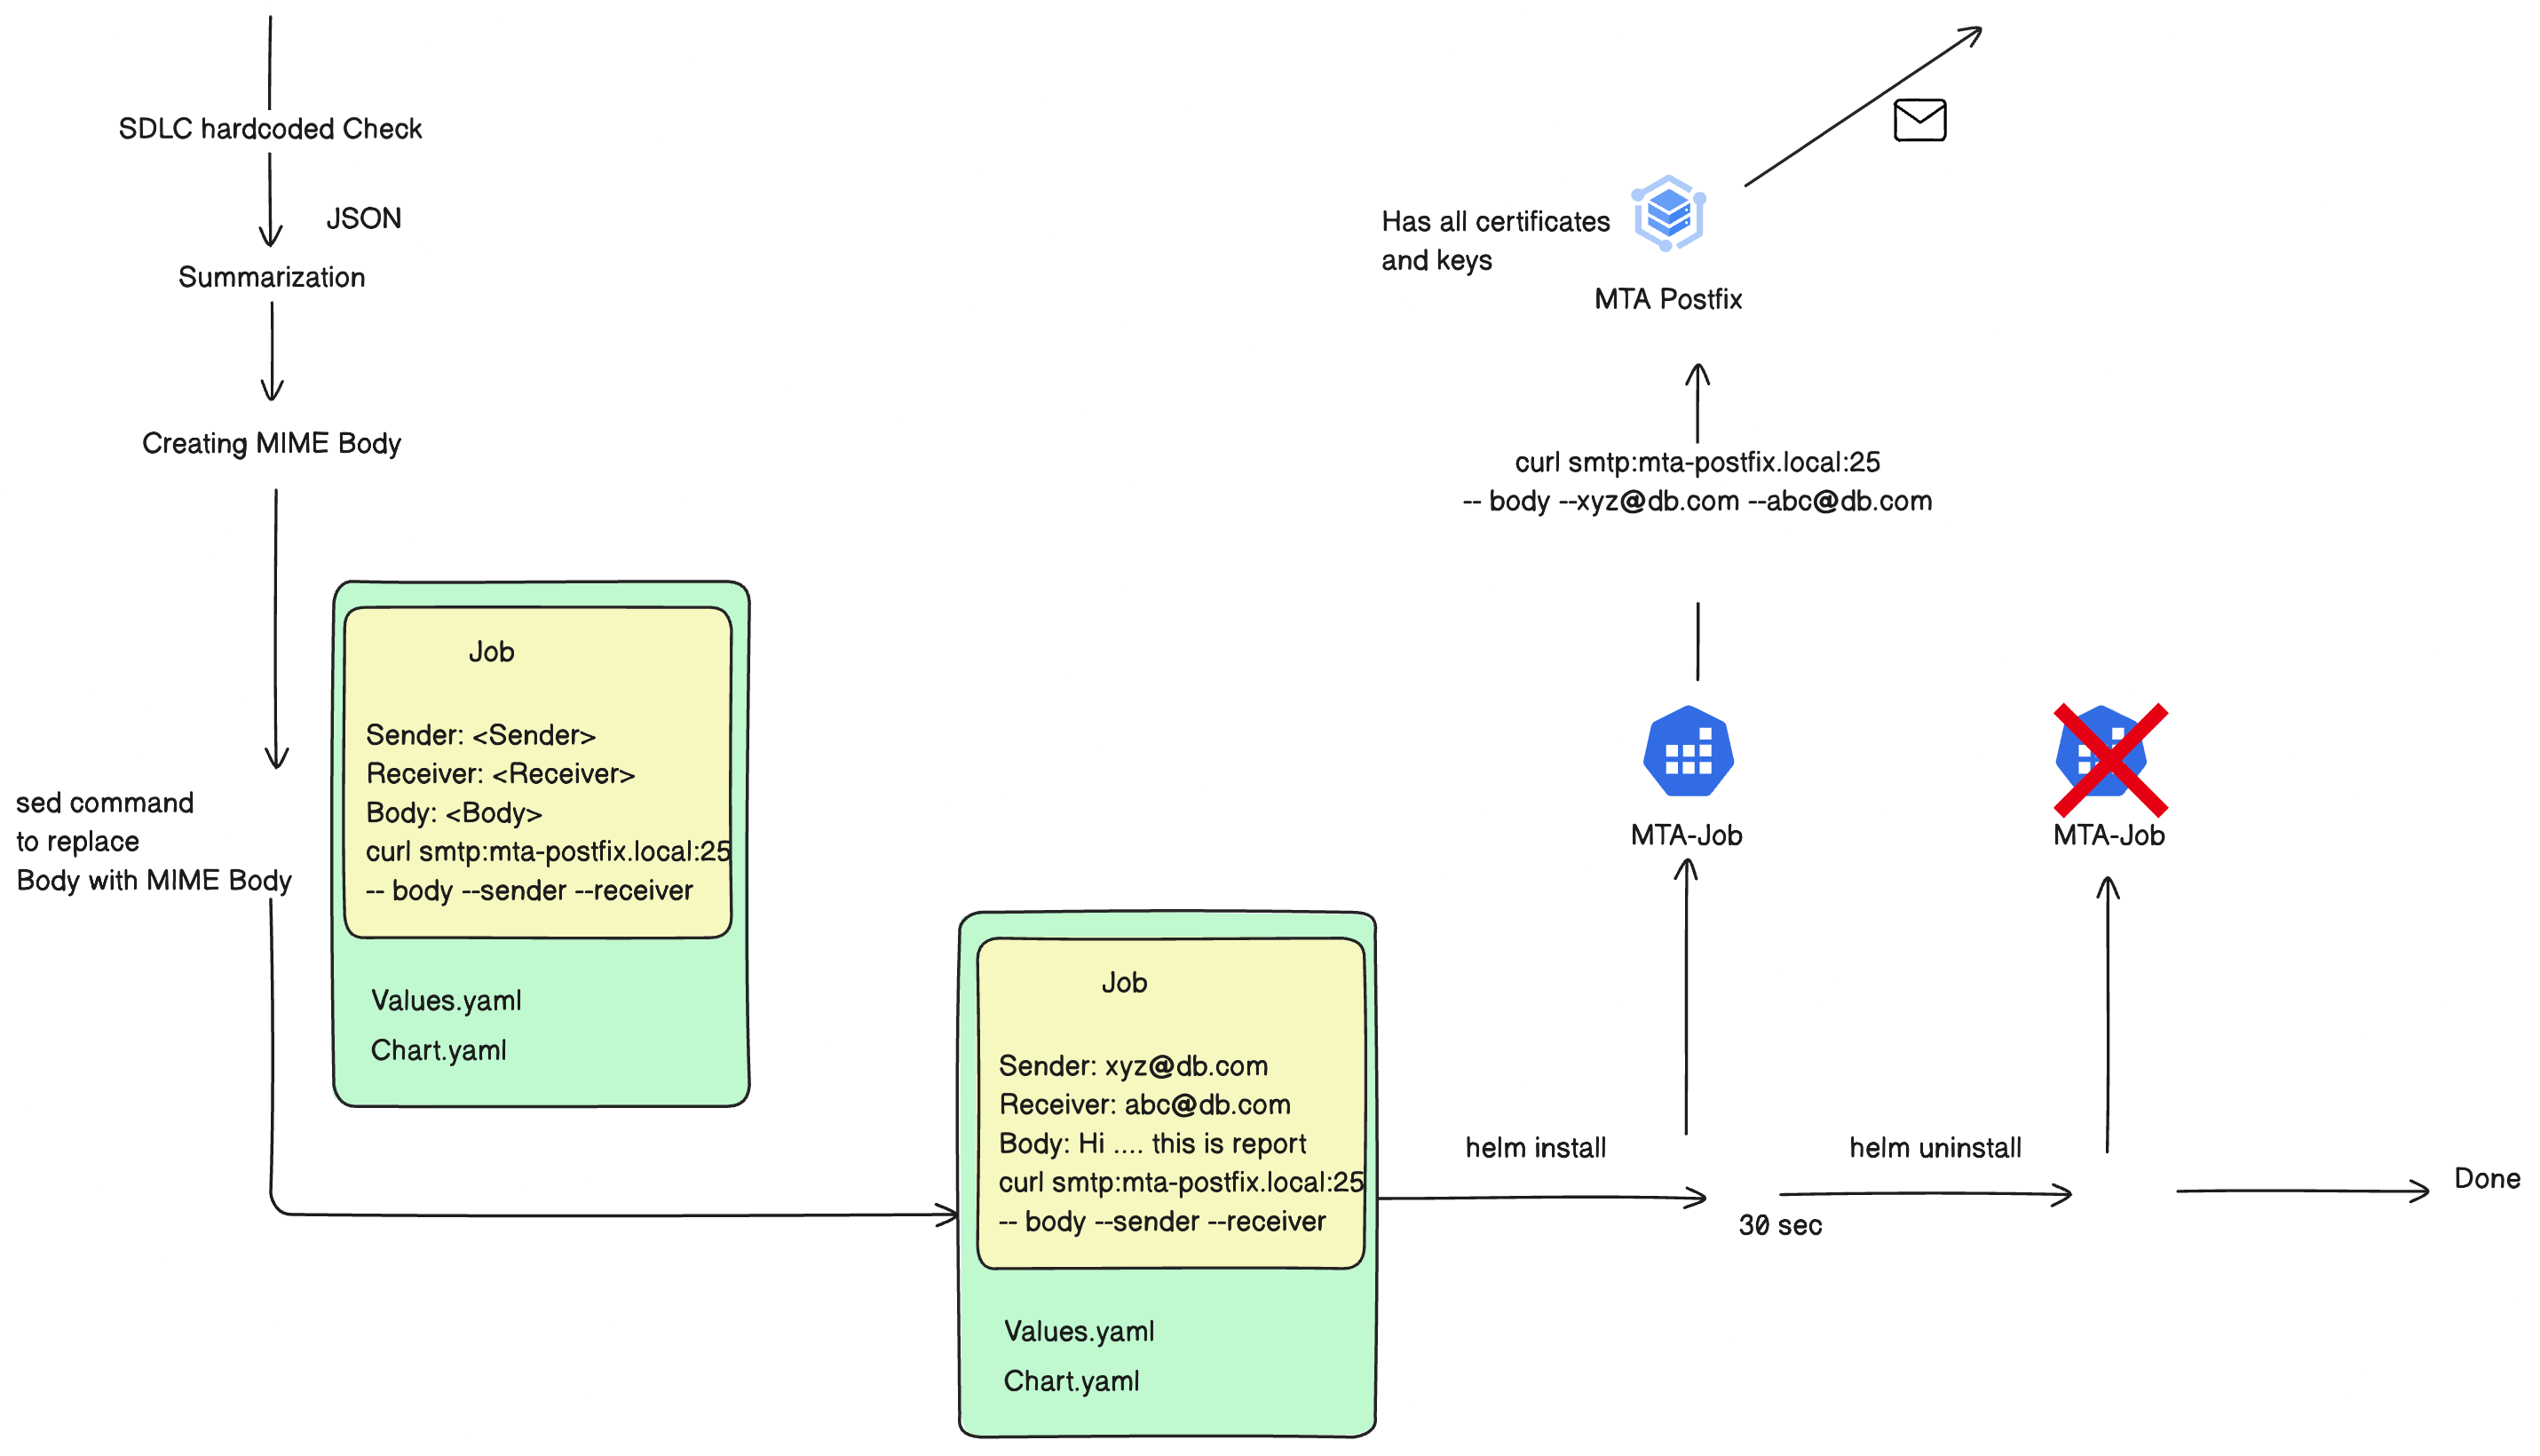 SDLC hardcoded Check
JSON
Summarization
Creating MIME Body
sed command
to replace
Body with MIME Body
Job
Sender: <Sender>
Receiver: <Receiver>
Body: <Body>
curl smtp:mta-postfix.local:25
-- body --sender --receiver
Values.yaml
Chart.yaml
Job
Sender: xyz@db.com
Receiver: abc@db.com
Body: Hi .... this is report
curl smtp:mta-postfix.local:25
-- body --sender --receiver
Values.yaml
Chart.yaml
helm install
30 sec
MTA-Job
curl smtp:mta-postfix.local:25
-- body --xyz@db.com --abc@db.com
Has all certificates
and keys
MTA Postfix
helm uninstall
MTA-Job
Done